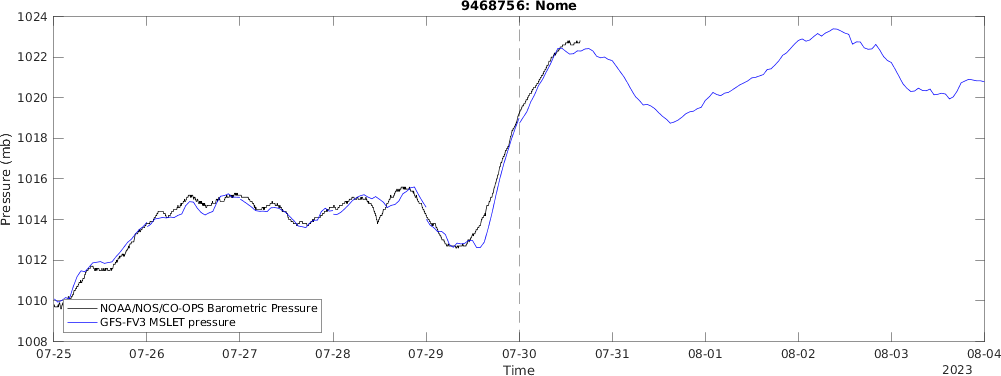 9468756: Nome
1024
1022
1020
1018
1016
1014
1012
1010
1008
Pressure (mb)
NOAA/NOS/CO-OPS Barometric Pressure
GFS-FV3 MSLET pressure
07-25 07-26 07-27 07-28 07-29 07-30 07-31 08-01 08-02 08-03 08-04
Time
2023